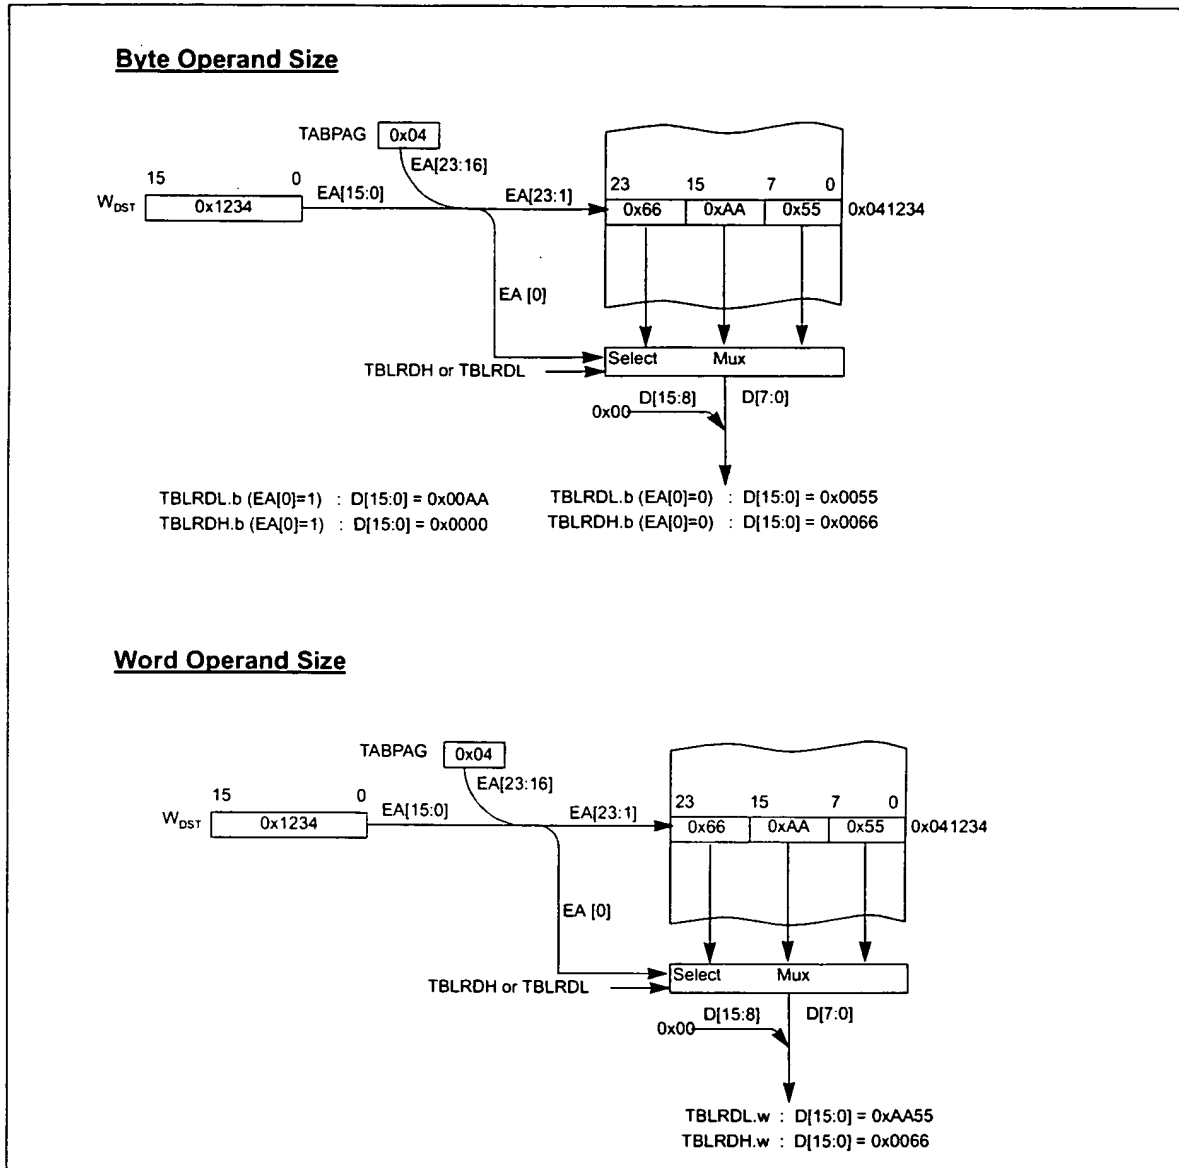 Byte Operand Size
TABPAG 0x04
EA[23:16]
15 0 EA[15:0] EA[23:1] 23 15 7 0
WDST 0x1234 0x66 0xAA 0x55 0x041234
EA [0]
Select Mux
TBLRDH or TBLRDL
D[15:8] D[7:0]
0x00
TBLRDL.b (EA[0]=1) : D[15:0] = 0x00AA TBLRDL.b (EA[0]=0) : D[15:0] = 0x0055
TBLRDH.b (EA[0]=1) : D[15:0] = 0x0000 TBLRDH.b (EA[0]=0) : D[15:0] = 0x0066
Word Operand Size
TABPAG 0x04
EA[23:16]
15 0 EA[15:0] EA[23:1] 23 15 7 0
WDST 0x1234 0x66 0xAA 0x55 0x041234
EA [0]
Select Mux
TBLRDH or TBLRDL
D[15:8] D[7:0]
0x00
TBLRDL.w : D[15:0] = 0xAA55
TBLRDH.w : D[15:0] = 0x0066